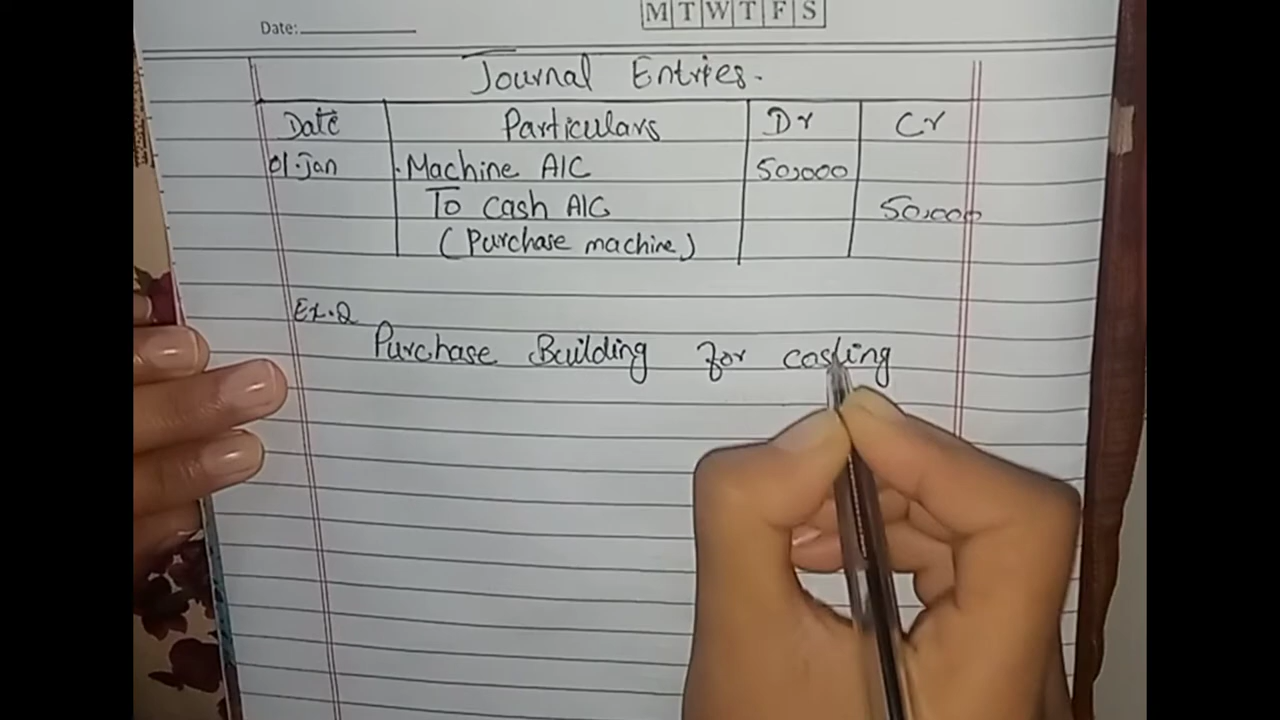 Date:
M T W T F S
Journal Entries.
Date Particulars Dr Cr
01.Jan Machine A/C 50,000
To Cash A/C 50,000
(Purchase machine)
Ex.2
Purchase Building for costing